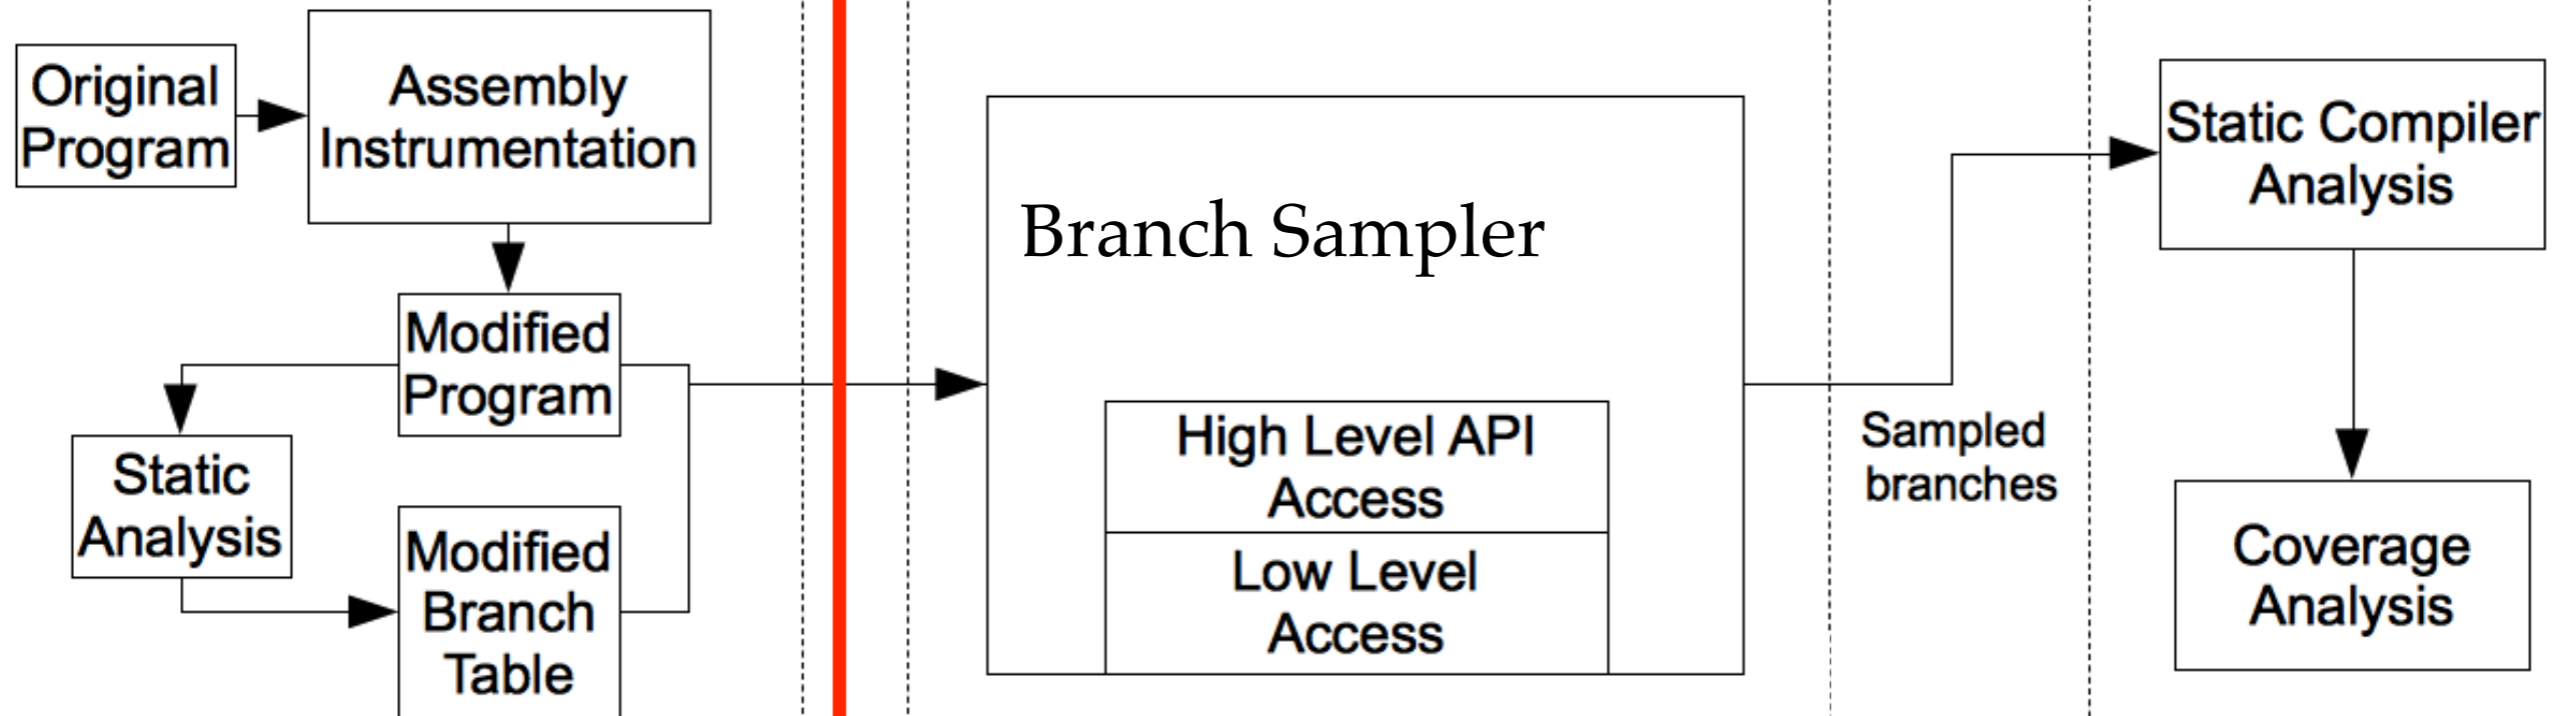 Original
Program
Assembly
Instrumentation
Modified
Program
Static
Analysis
Modified
Branch
Table
Branch Sampler
High Level API
Access
Low Level
Access
Sampled
branches
Static Compiler
Analysis
Coverage
Analysis